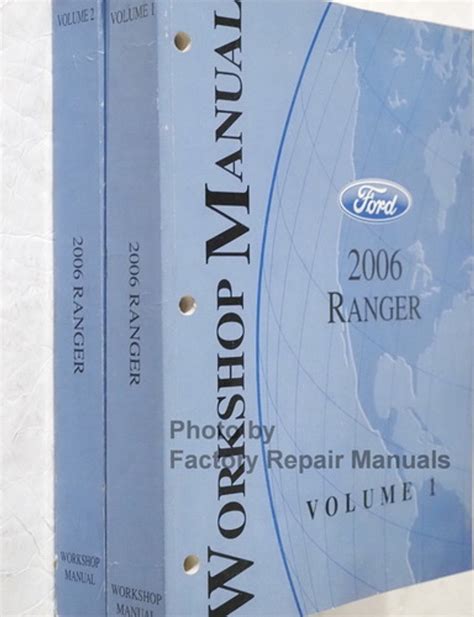 VOLUME 2
2006 RANGER
WORKSHOP
MANUAL
VOLUME 1
2006 RANGER
WORKSHOP
MANUAL
WORKSHOP MANUAL
Ford
2006
RANGER
VOLUME 1
Photo by
Factory Repair Manuals